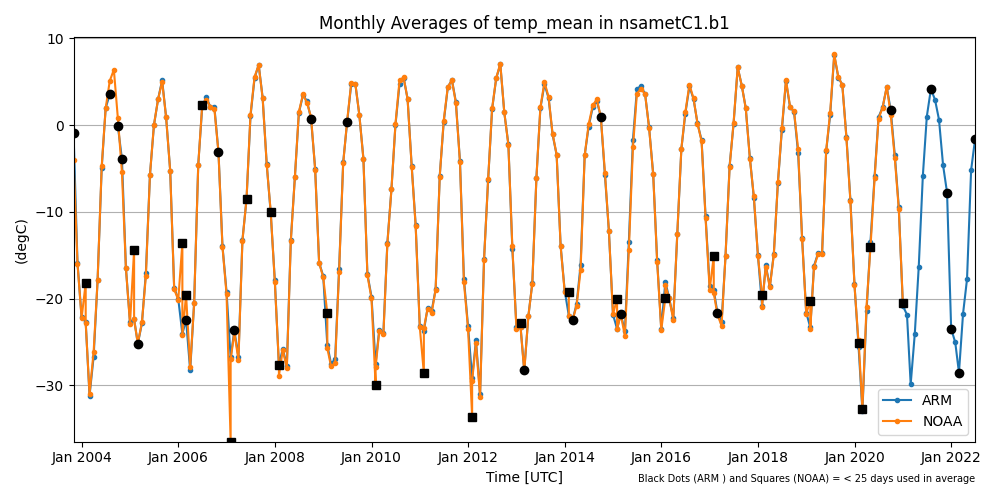 Monthly Averages of temp_mean in nsametC1.b1
10
0
−10
−20
−30
(degC)
ARM
NOAA
Jan 2004 Jan 2006 Jan 2008 Jan 2010 Jan 2012 Jan 2014 Jan 2016 Jan 2018 Jan 2020 Jan 2022
Time [UTC]
Black Dots (ARM ) and Squares (NOAA) = < 25 days used in average